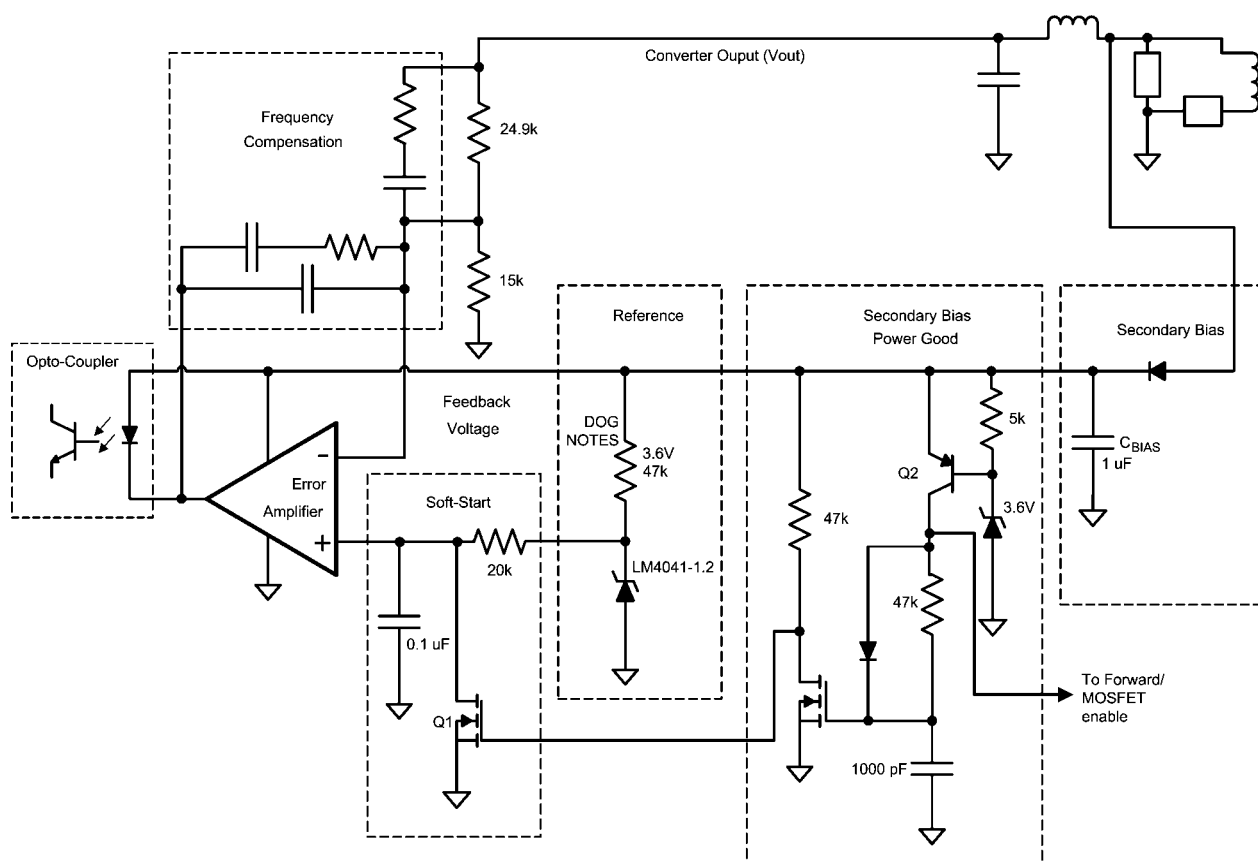 Converter Ouput (Vout)
Frequency
Compensation
24.9k
15k
Reference
Secondary Bias
Power Good
Secondary Bias
Opto-Coupler
Feedback
Voltage
DOG
NOTES
3.6V
47k
5k
C_BIAS
1 uF
Q2
-
Error
Amplifier
+
Soft-Start
47k
3.6V
20k
LM4041-1.2
47k
0.1 uF
Q1
To Forward/
MOSFET
enable
1000 pF